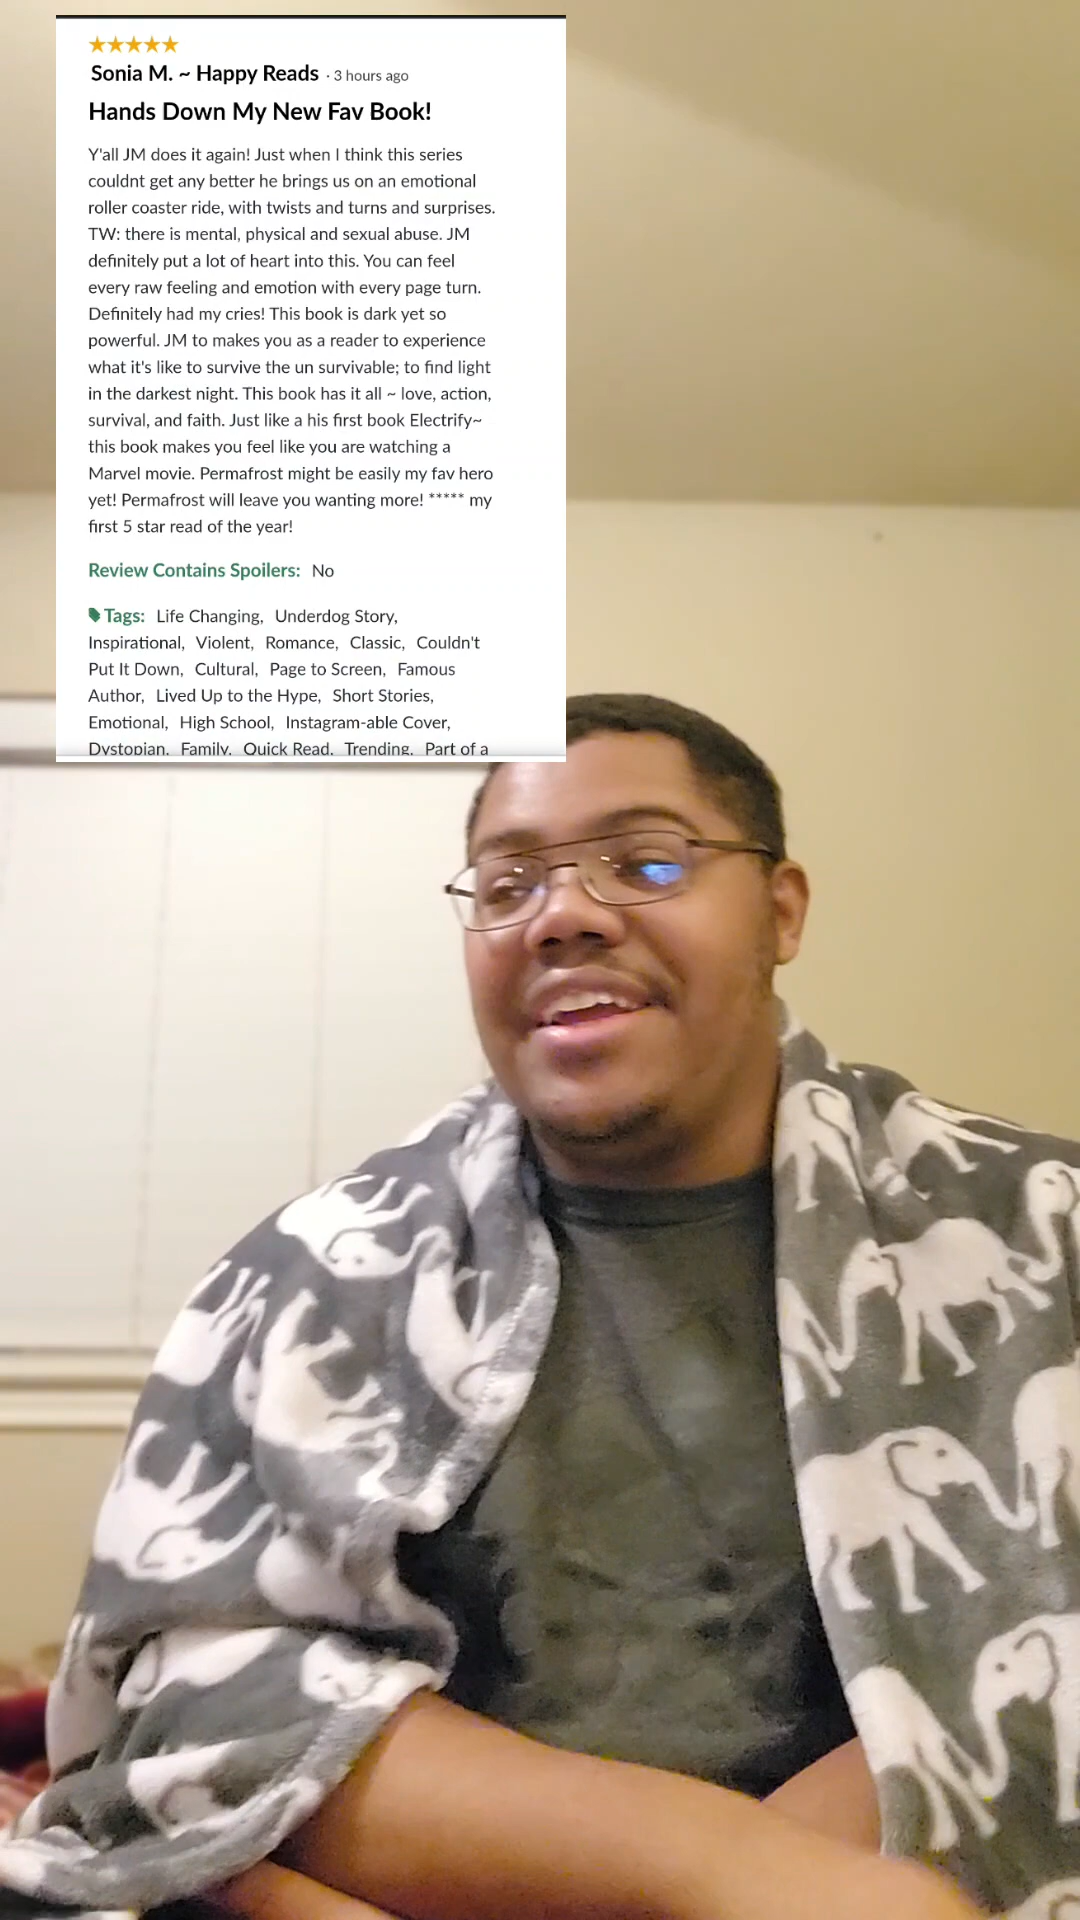 Sonia M. ~ Happy Reads · 3 hours ago
Hands Down My New Fav Book!
Y'all JM does it again! Just when I think this series
couldnt get any better he brings us on an emotional
roller coaster ride, with twists and turns and surprises.
TW: there is mental, physical and sexual abuse. JM
definitely put a lot of heart into this. You can feel
every raw feeling and emotion with every page turn.
Definitely had my cries! This book is dark yet so
powerful. JM to makes you as a reader to experience
what it's like to survive the un survivable; to find light
in the darkest night. This book has it all ~ love, action,
survival, and faith. Just like a his first book Electrify~
this book makes you feel like you are watching a
Marvel movie. Permafrost might be easily my fav hero
yet! Permafrost will leave you wanting more! ***** my
first 5 star read of the year!
Review Contains Spoilers: No
Tags: Life Changing, Underdog Story,
Inspirational, Violent, Romance, Classic, Couldn't
Put It Down, Cultural, Page to Screen, Famous
Author, Lived Up to the Hype, Short Stories,
Emotional, High School, Instagram-able Cover,
Dystopian, Family, Quick Read, Trending, Part of a